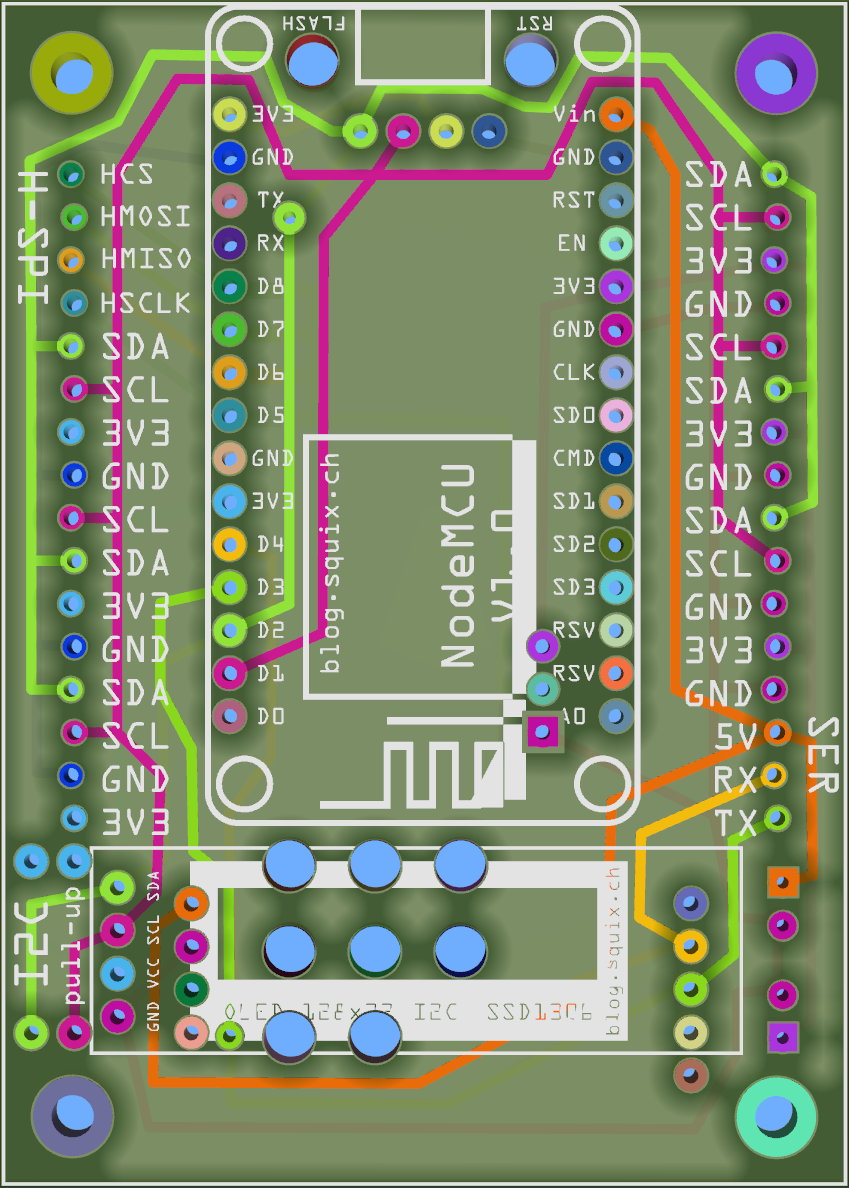 FLASH
RST
3V3
GND
TX
RX
D8
D7
D6
D5
GND
3V3
D4
D3
D2
D1
D0
Vin
GND
RST
EN
3V3
GND
CLK
SD0
CMD
SD1
SD2
SD3
RSV
RSV
A0
H-SPI
HCS
HMOSI
HMISO
HSCLK
SDA
SCL
3V3
GND
SCL
SDA
3V3
GND
SDA
SCL
GND
3V3
SDA
SCL
3V3
GND
SCL
SDA
3V3
GND
SDA
SCL
GND
3V3
GND
5V
RX
TX
SER
blog.squix.ch
NodeMCU
V1.0
I2C
pull-up
GND VCC SCL SDA
OLED 128x32 I2C SSD1306
blog.squix.ch